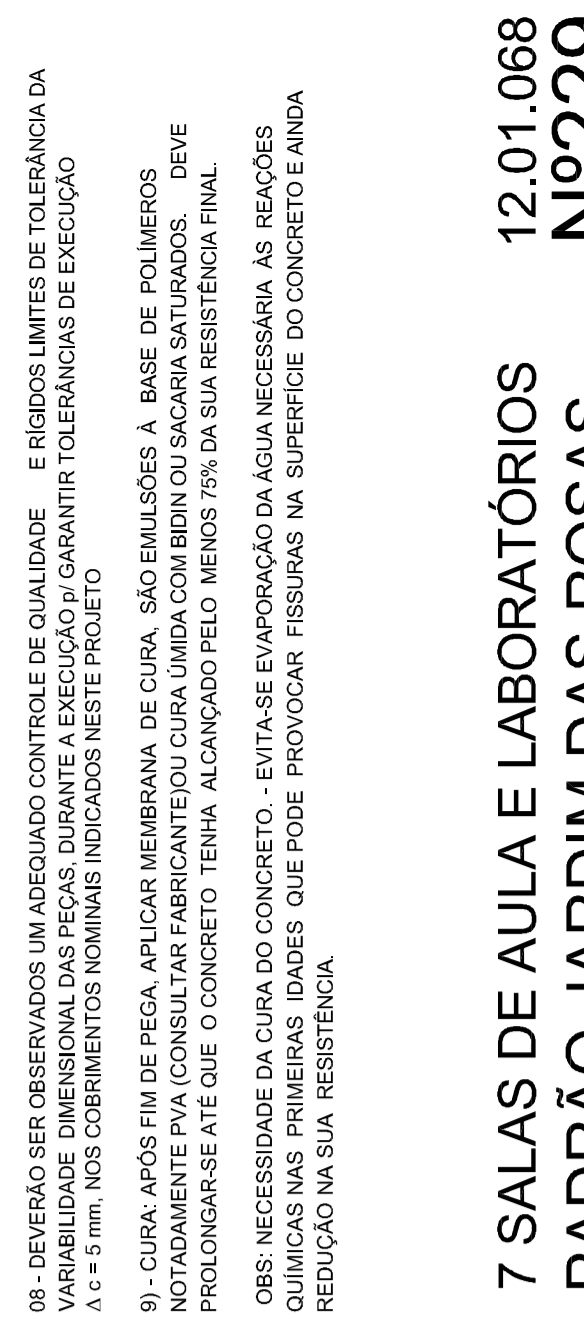 08 - DEVERÃO SER OBSERVADOS UM ADEQUADO CONTROLE DE QUALIDADE E RÍGIDOS LIMITES DE TOLERÂNCIA DA
VARIABILIDADE DIMENSIONAL DAS PEÇAS, DURANTE A EXECUÇÃO p/ GARANTIR TOLERÂNCIAS DE EXECUÇÃO
Δ c = 5 mm, NOS COBRIMENTOS NOMINAIS INDICADOS NESTE PROJETO
9) - CURA: APÓS FIM DE PEGA, APLICAR MEMBRANA DE CURA, SÃO EMULSÕES À BASE DE POLÍMEROS
NOTADAMENTE PVA (CONSULTAR FABRICANTE)OU CURA ÚMIDA COM BIDIN OU SACARIA SATURADOS. DEVE
PROLONGAR-SE ATÉ QUE O CONCRETO TENHA ALCANÇADO PELO MENOS 75% DA SUA RESISTÊNCIA FINAL.
OBS: NECESSIDADE DA CURA DO CONCRETO. - EVITA-SE EVAPORAÇÃO DA ÁGUA NECESSÁRIA ÀS REAÇÕES
QUÍMICAS NAS PRIMEIRAS IDADES QUE PODE PROVOCAR FISSURAS NA SUPERFÍCIE DO CONCRETO E AINDA
REDUÇÃO NA SUA RESISTÊNCIA.
7 SALAS DE AULA E LABORATÓRIOS 12.01.068
PADRÃO JARDIM DAS ROSAS Nº229